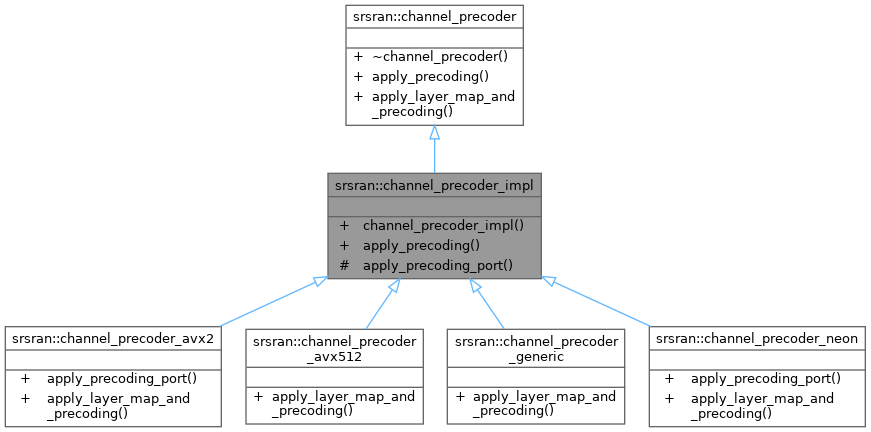 srsran::channel_precoder
+ ~channel_precoder()
+ apply_precoding()
+ apply_layer_map_and
_precoding()
srsran::channel_precoder_impl
+ channel_precoder_impl()
+ apply_precoding()
# apply_precoding_port()
srsran::channel_precoder_avx2
+ apply_precoding_port()
+ apply_layer_map_and
_precoding()
srsran::channel_precoder
_avx512
+ apply_layer_map_and
_precoding()
srsran::channel_precoder
_generic
+ apply_layer_map_and
_precoding()
srsran::channel_precoder_neon
+ apply_precoding_port()
+ apply_layer_map_and
_precoding()